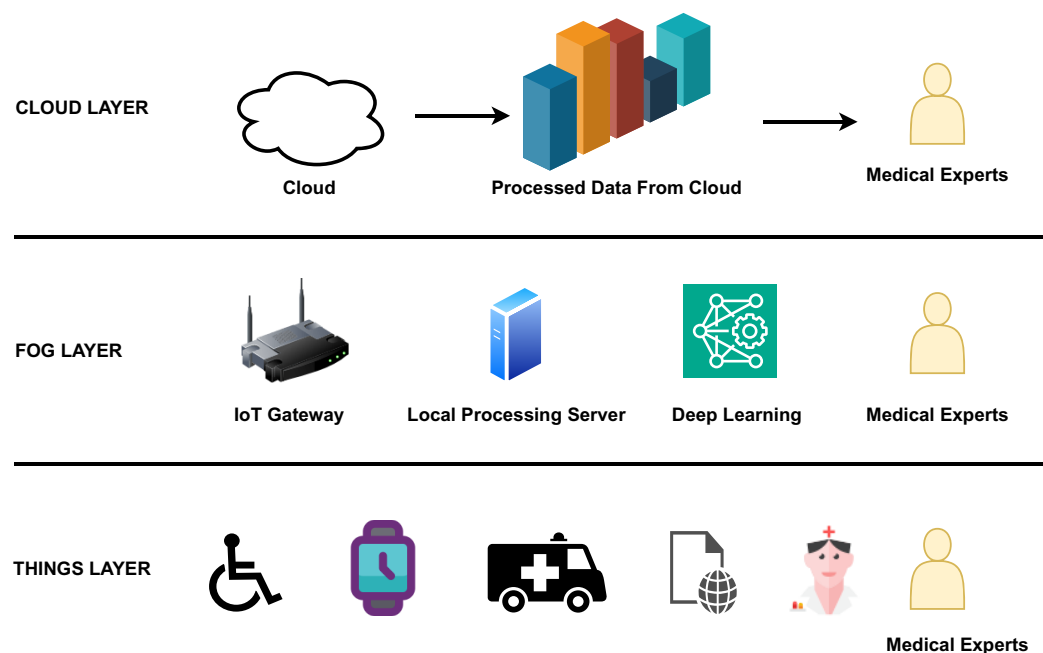 CLOUD LAYER
Cloud
Processed Data From Cloud
Medical Experts
FOG LAYER
IoT Gateway
Local Processing Server
Deep Learning
Medical Experts
THINGS LAYER
Medical Experts